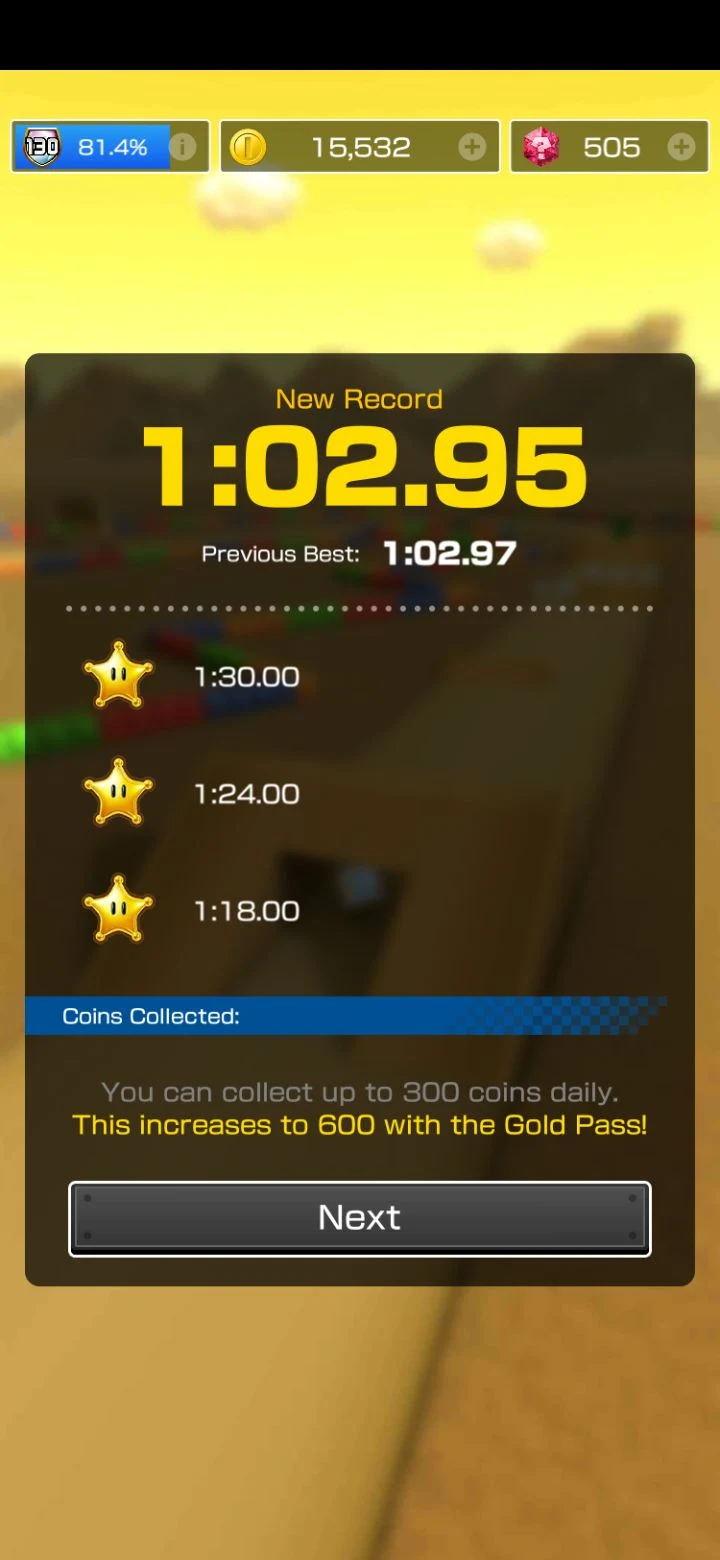 130 81.4% i 15,532 + ? 505 +
New Record
1:02.95
Previous Best: 1:02.97
1:30.00
1:24.00
1:18.00
Coins Collected:
You can collect up to 300 coins daily.
This increases to 600 with the Gold Pass!
Next